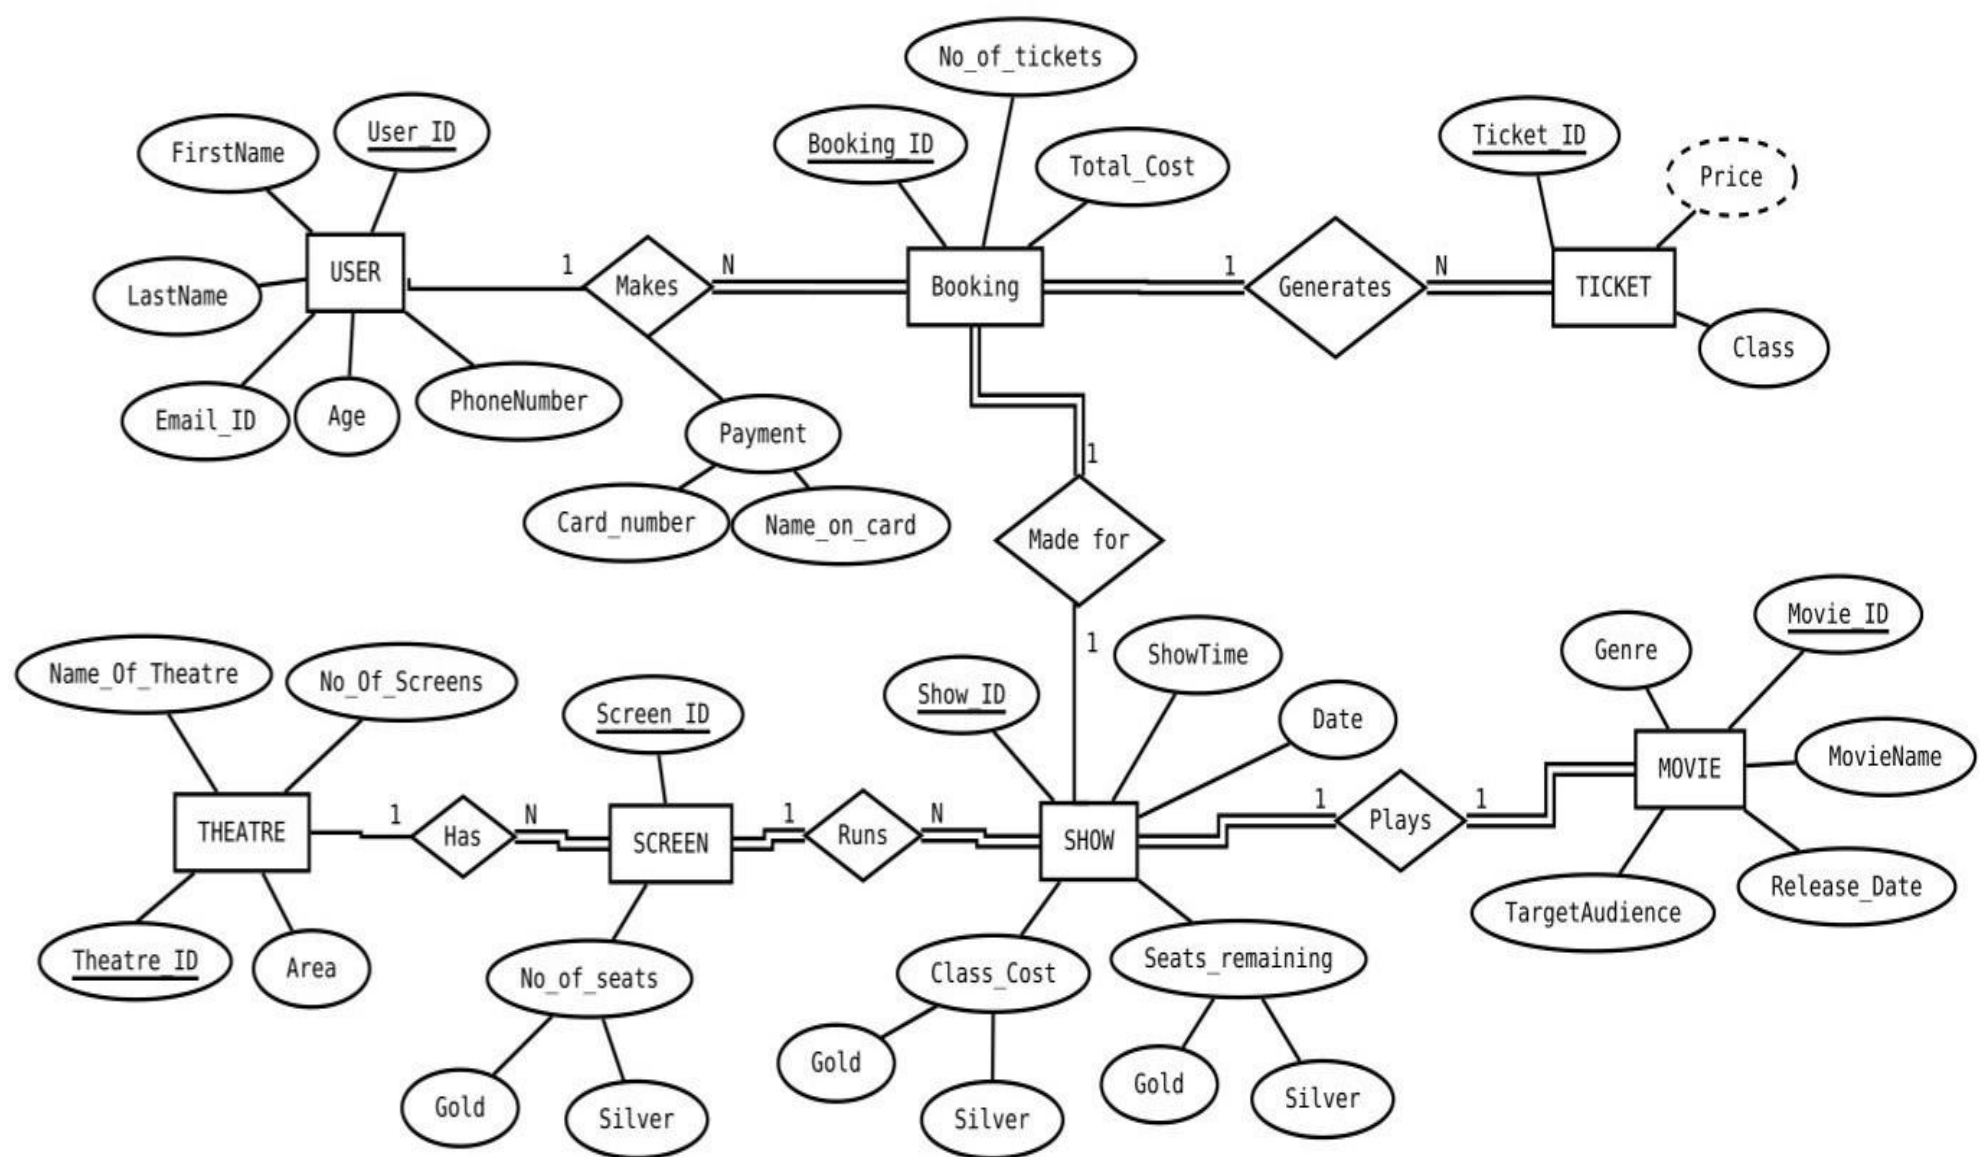 No_of_tickets
FirstName
User_ID
Booking_ID
Total_Cost
Ticket_ID
Price
USER
1
Makes
N
Booking
1
Generates
N
TICKET
LastName
Class
Email_ID
Age
PhoneNumber
Payment
Card_number
Name_on_card
1
Made for
1
Name_Of_Theatre
No_Of_Screens
Screen_ID
Show_ID
ShowTime
Date
Genre
Movie_ID
MovieName
THEATRE
1
Has
N
SCREEN
1
Runs
N
SHOW
1
Plays
1
MOVIE
TargetAudience
Release_Date
Theatre_ID
Area
No_of_seats
Class_Cost
Seats_remaining
Gold
Silver
Gold
Silver
Gold
Silver